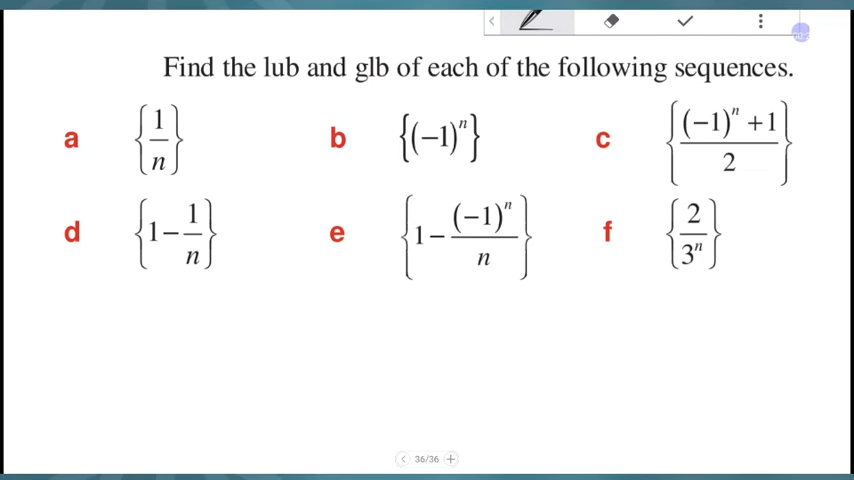 Find the lub and glb of each of the following sequences.
a {1/n} b {(−1)^n} c {((−1)^n + 1)/2}
d {1 − 1/n} e {1 − (−1)^n/n} f {2/3^n}
36/36